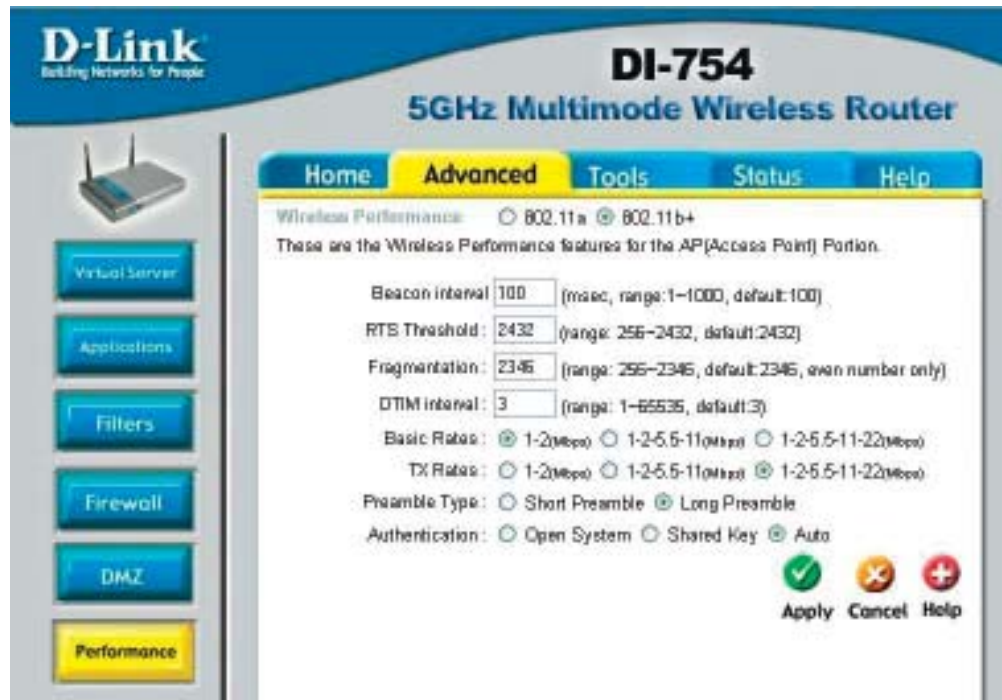 D-Link
Building Networks for People
DI-754
5GHz Multimode Wireless Router
Home Advanced Tools Status Help
Wireless Performance: ○ 802.11a ◉ 802.11b+
These are the Wireless Performance features for the AP(Access Point) Portion.
Virtual Server
Beacon interval 100 (msec, range:1~1000, default:100)
RTS Threshold : 2432 (range: 256~2432, default:2432)
Applications
Fragmentation : 2346 (range: 256~2346, default:2346, even number only)
DTIM interval : 3 (range: 1~65535, default:3)
Filters
Basic Rates : ◉ 1-2(Mbps) ○ 1-2-5.5-11(Mbps) ○ 1-2-5.5-11-22(Mbps)
TX Rates : ○ 1-2(Mbps) ○ 1-2-5.5-11(Mbps) ◉ 1-2-5.5-11-22(Mbps)
Firewall
Preamble Type : ○ Short Preamble ◉ Long Preamble
Authentication : ○ Open System ○ Shared Key ◉ Auto
DMZ
Apply Cancel Help
Performance